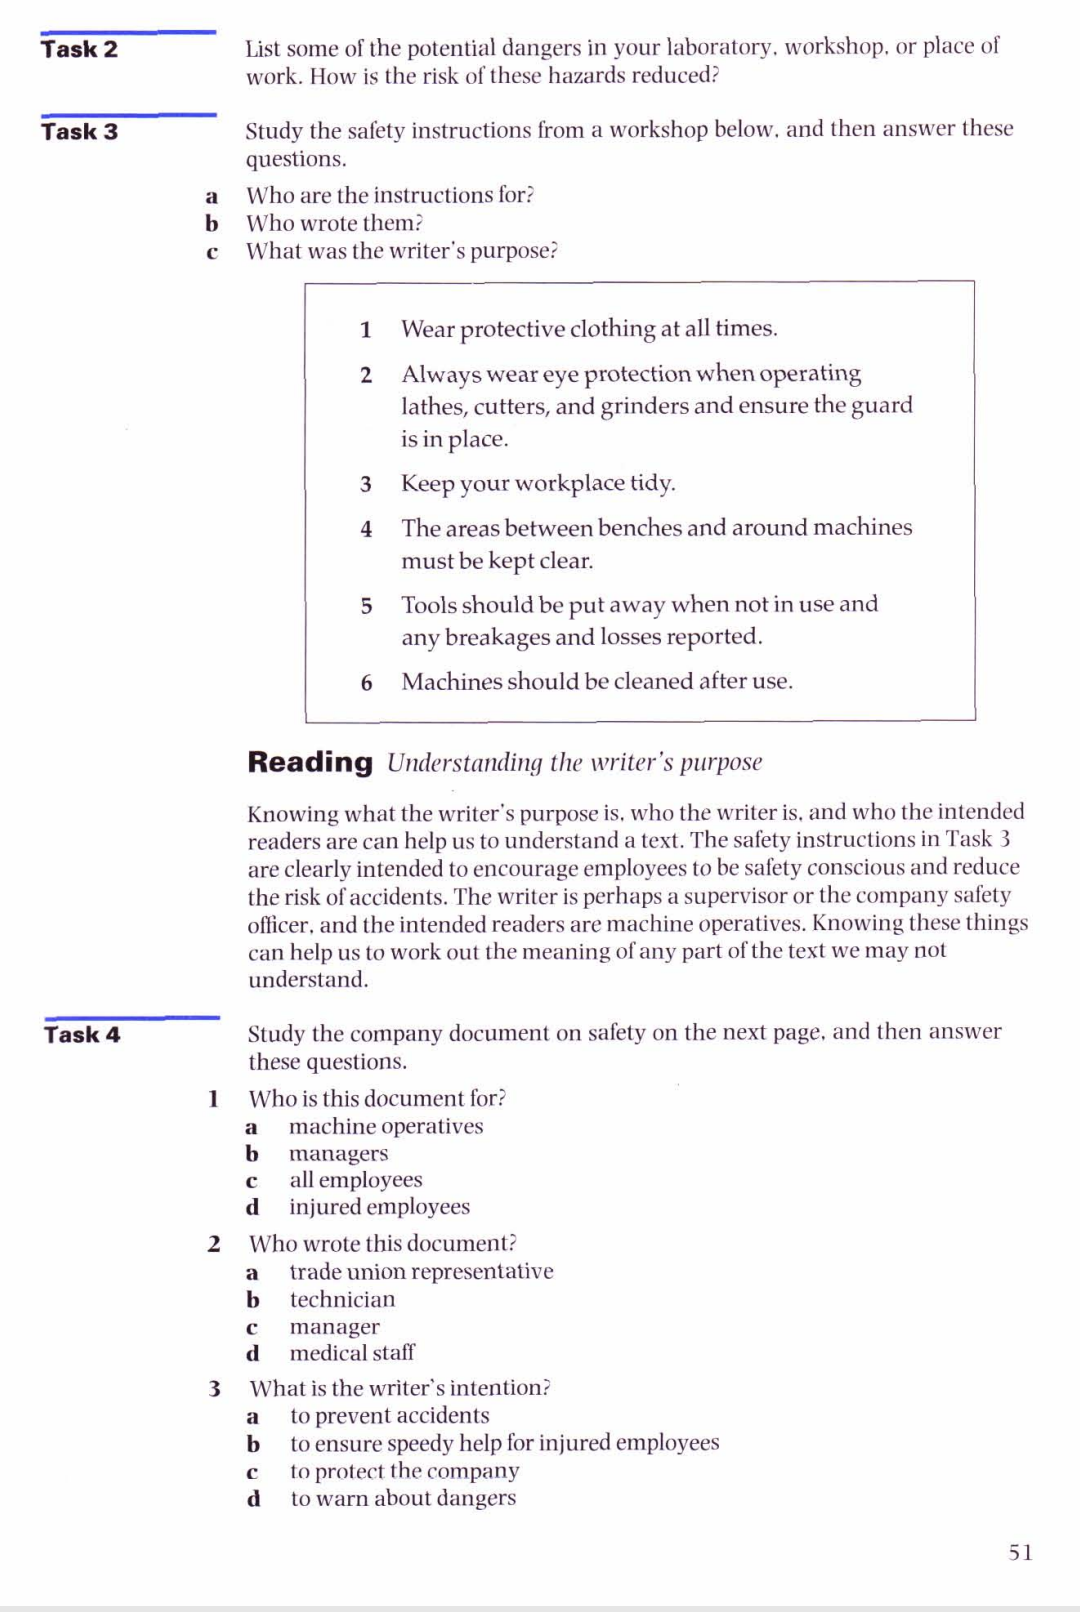 Task 2 List some of the potential dangers in your laboratory, workshop, or place of
work. How is the risk of these hazards reduced?
Task 3 Study the safety instructions from a workshop below, and then answer these
questions.
a Who are the instructions for?
b Who wrote them?
c What was the writer's purpose?
1 Wear protective clothing at all times.
2 Always wear eye protection when operating
lathes, cutters, and grinders and ensure the guard
is in place.
3 Keep your workplace tidy.
4 The areas between benches and around machines
must be kept clear.
5 Tools should be put away when not in use and
any breakages and losses reported.
6 Machines should be cleaned after use.
Reading Understanding the writer's purpose
Knowing what the writer's purpose is, who the writer is, and who the intended
readers are can help us to understand a text. The safety instructions in Task 3
are clearly intended to encourage employees to be safety conscious and reduce
the risk of accidents. The writer is perhaps a supervisor or the company safety
officer, and the intended readers are machine operatives. Knowing these things
can help us to work out the meaning of any part of the text we may not
understand.
Task 4 Study the company document on safety on the next page, and then answer
these questions.
1 Who is this document for?
a machine operatives
b managers
c all employees
d injured employees
2 Who wrote this document?
a trade union representative
b technician
c manager
d medical staff
3 What is the writer's intention?
a to prevent accidents
b to ensure speedy help for injured employees
c to protect the company
d to warn about dangers
51